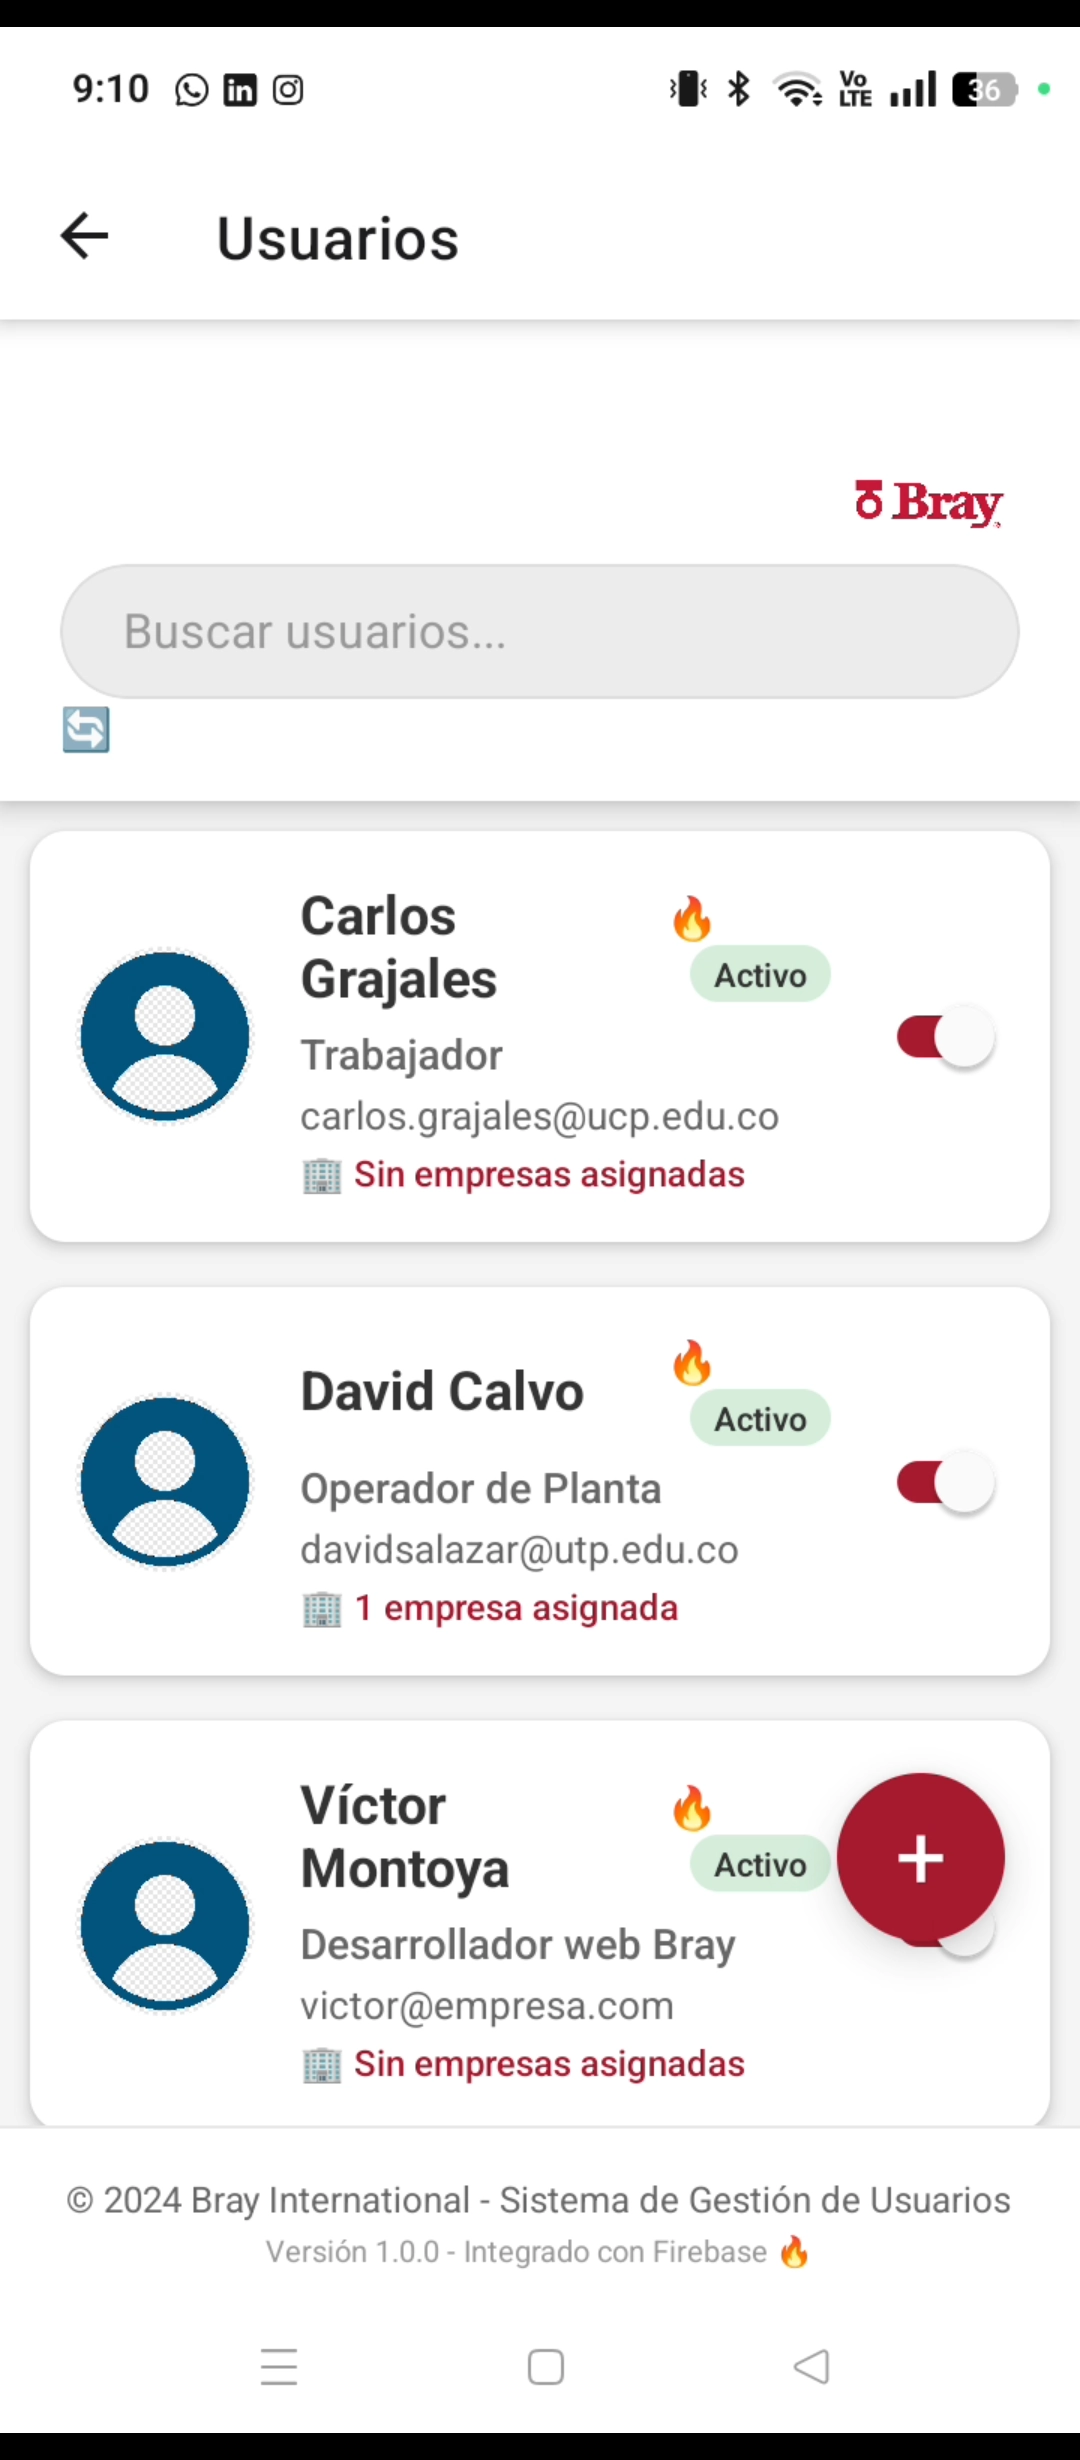 9:10
Vo LTE
36
Usuarios
Bray
Buscar usuarios...
Carlos Grajales
Activo
Trabajador
carlos.grajales@ucp.edu.co
Sin empresas asignadas
David Calvo
Activo
Operador de Planta
davidsalazar@utp.edu.co
1 empresa asignada
Víctor Montoya
Activo
+
Desarrollador web Bray
victor@empresa.com
Sin empresas asignadas
© 2024 Bray International - Sistema de Gestión de Usuarios
Versión 1.0.0 - Integrado con Firebase 🔥